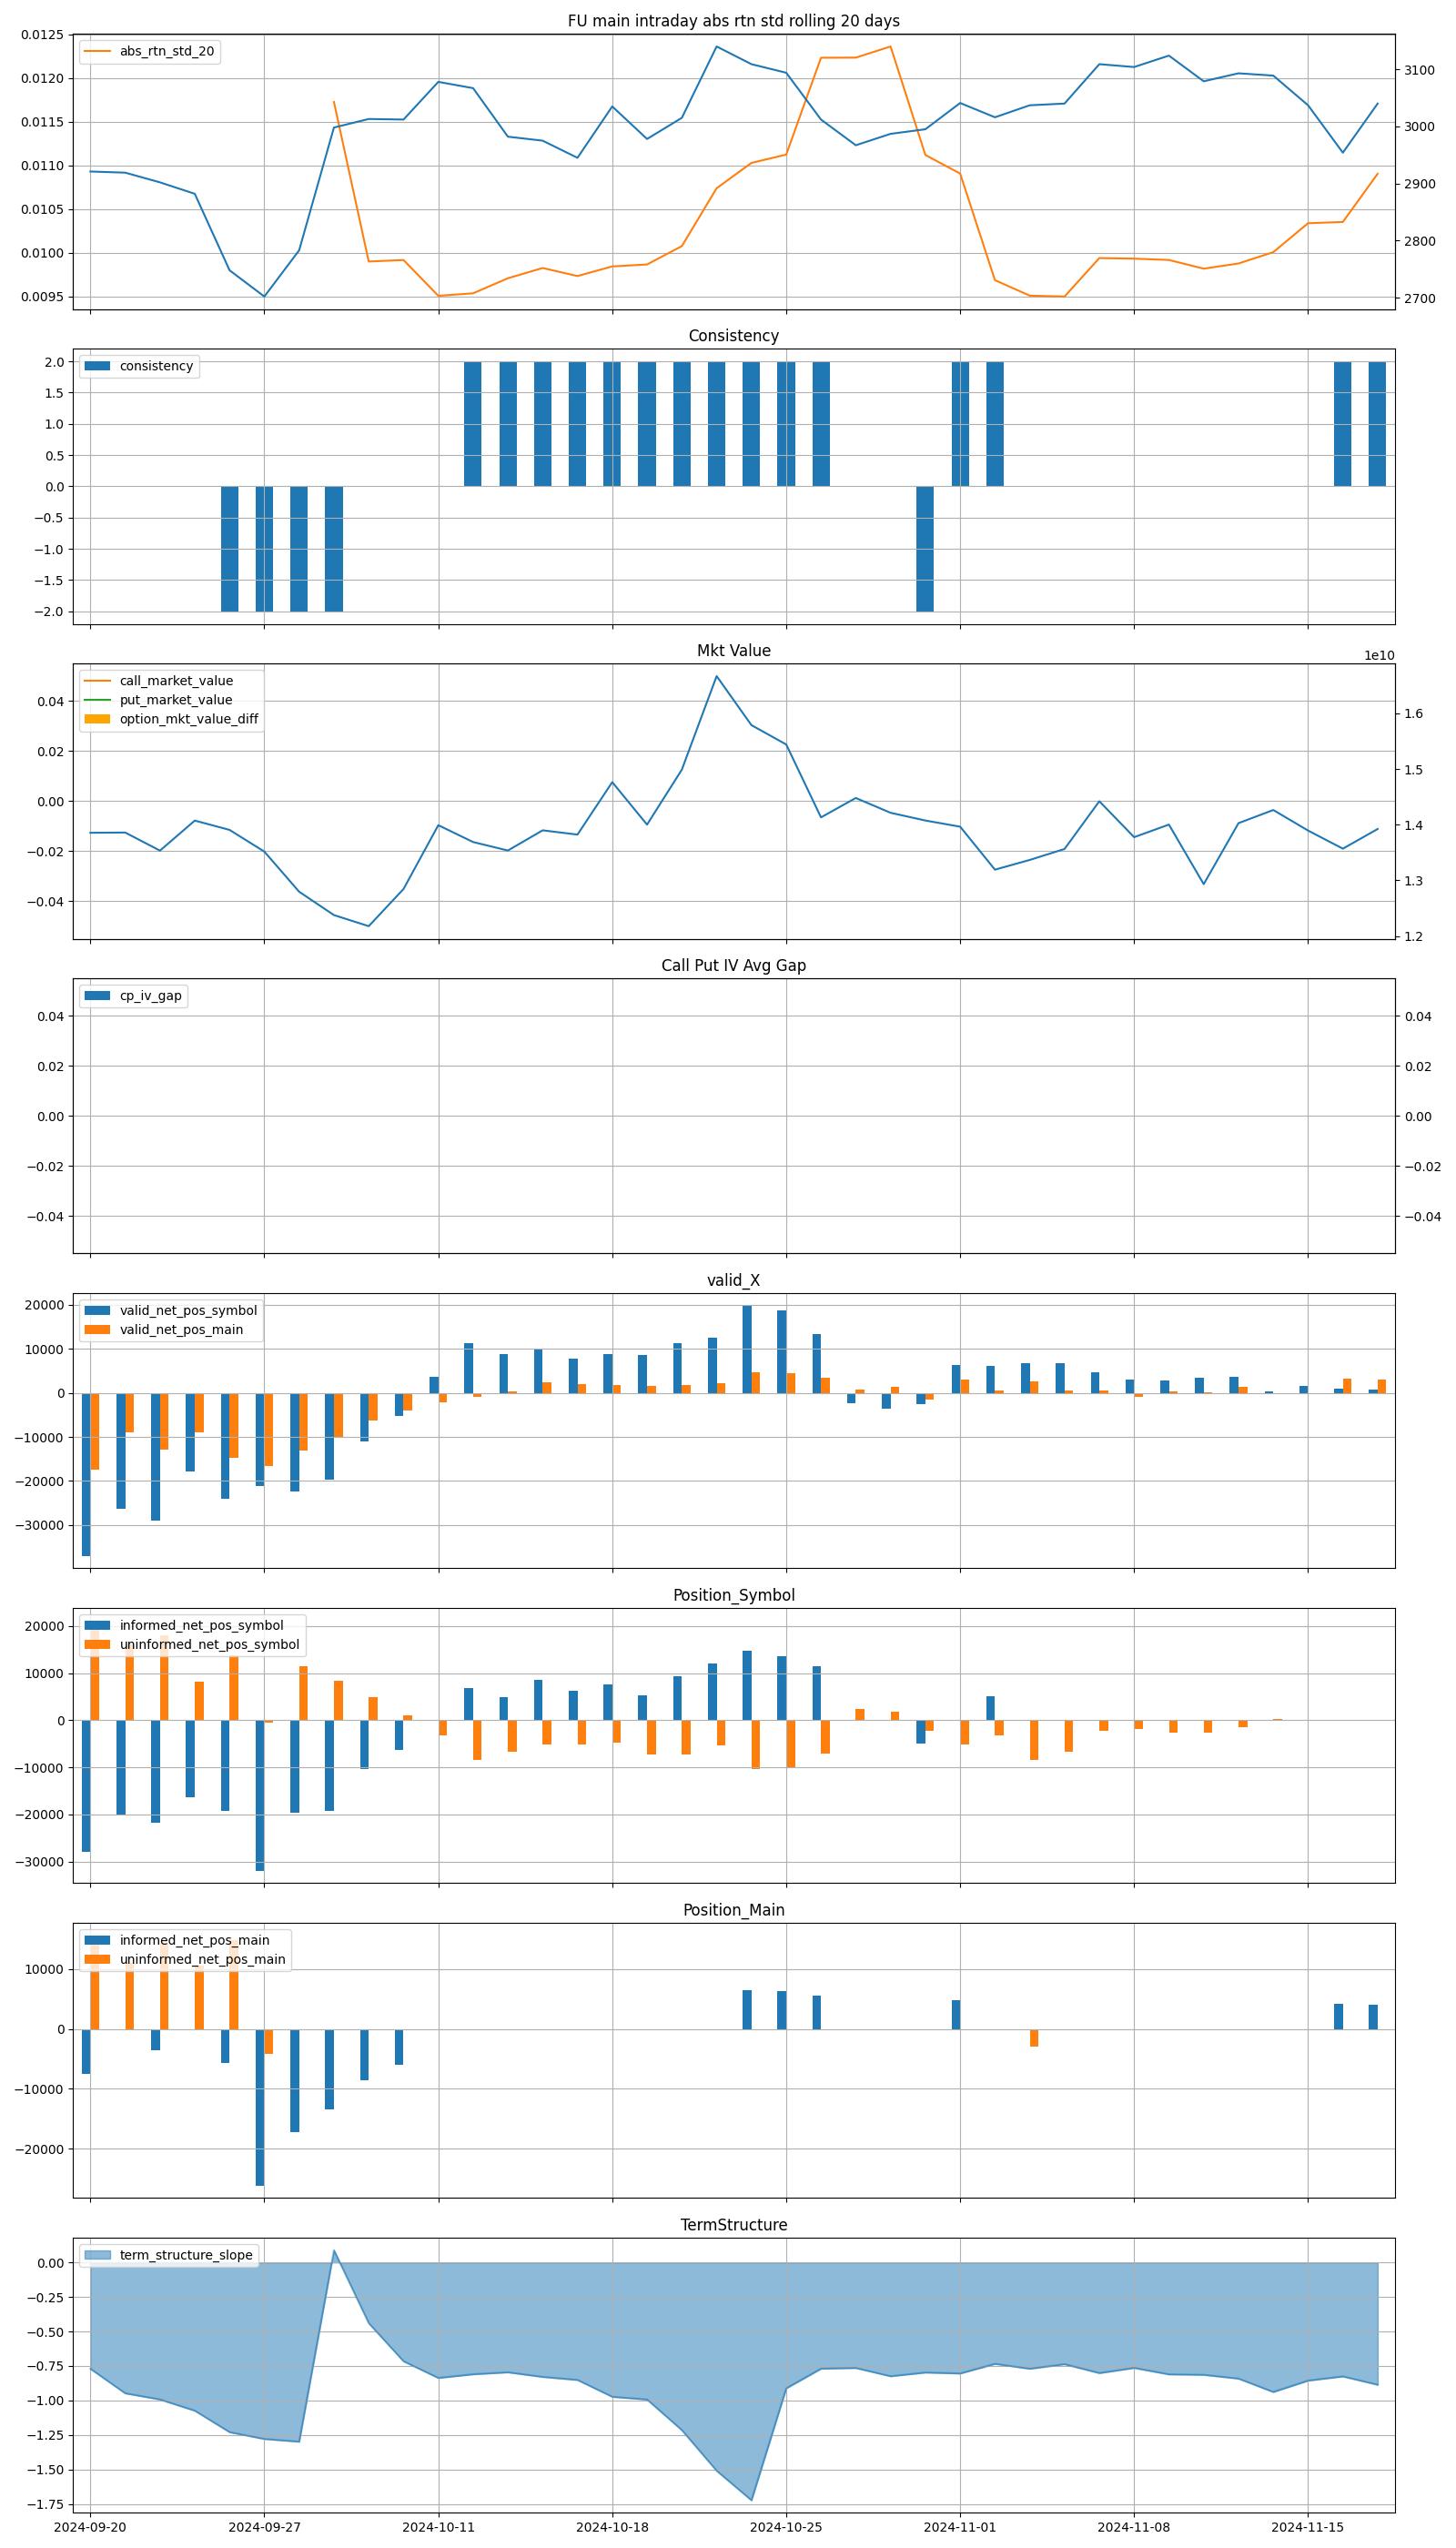 FU main intraday abs rtn std rolling 20 days
abs_rtn_std_20
0.0125
0.0120
0.0115
0.0110
0.0105
0.0100
0.0095
3100
3000
2900
2800
2700
Consistency
consistency
2.0
1.5
1.0
0.5
0.0
−0.5
−1.0
−1.5
−2.0
Mkt Value
1e10
call_market_value
put_market_value
option_mkt_value_diff
0.04
0.02
0.00
−0.02
−0.04
1.6
1.5
1.4
1.3
1.2
Call Put IV Avg Gap
cp_iv_gap
0.04
0.02
0.00
−0.02
−0.04
0.04
0.02
0.00
−0.02
−0.04
valid_X
valid_net_pos_symbol
valid_net_pos_main
20000
10000
0
−10000
−20000
−30000
Position_Symbol
informed_net_pos_symbol
uninformed_net_pos_symbol
20000
10000
0
−10000
−20000
−30000
Position_Main
informed_net_pos_main
uninformed_net_pos_main
10000
0
−10000
−20000
TermStructure
term_structure_slope
0.00
−0.25
−0.50
−0.75
−1.00
−1.25
−1.50
−1.75
2024-09-20 2024-09-27 2024-10-11 2024-10-18 2024-10-25 2024-11-01 2024-11-08 2024-11-15